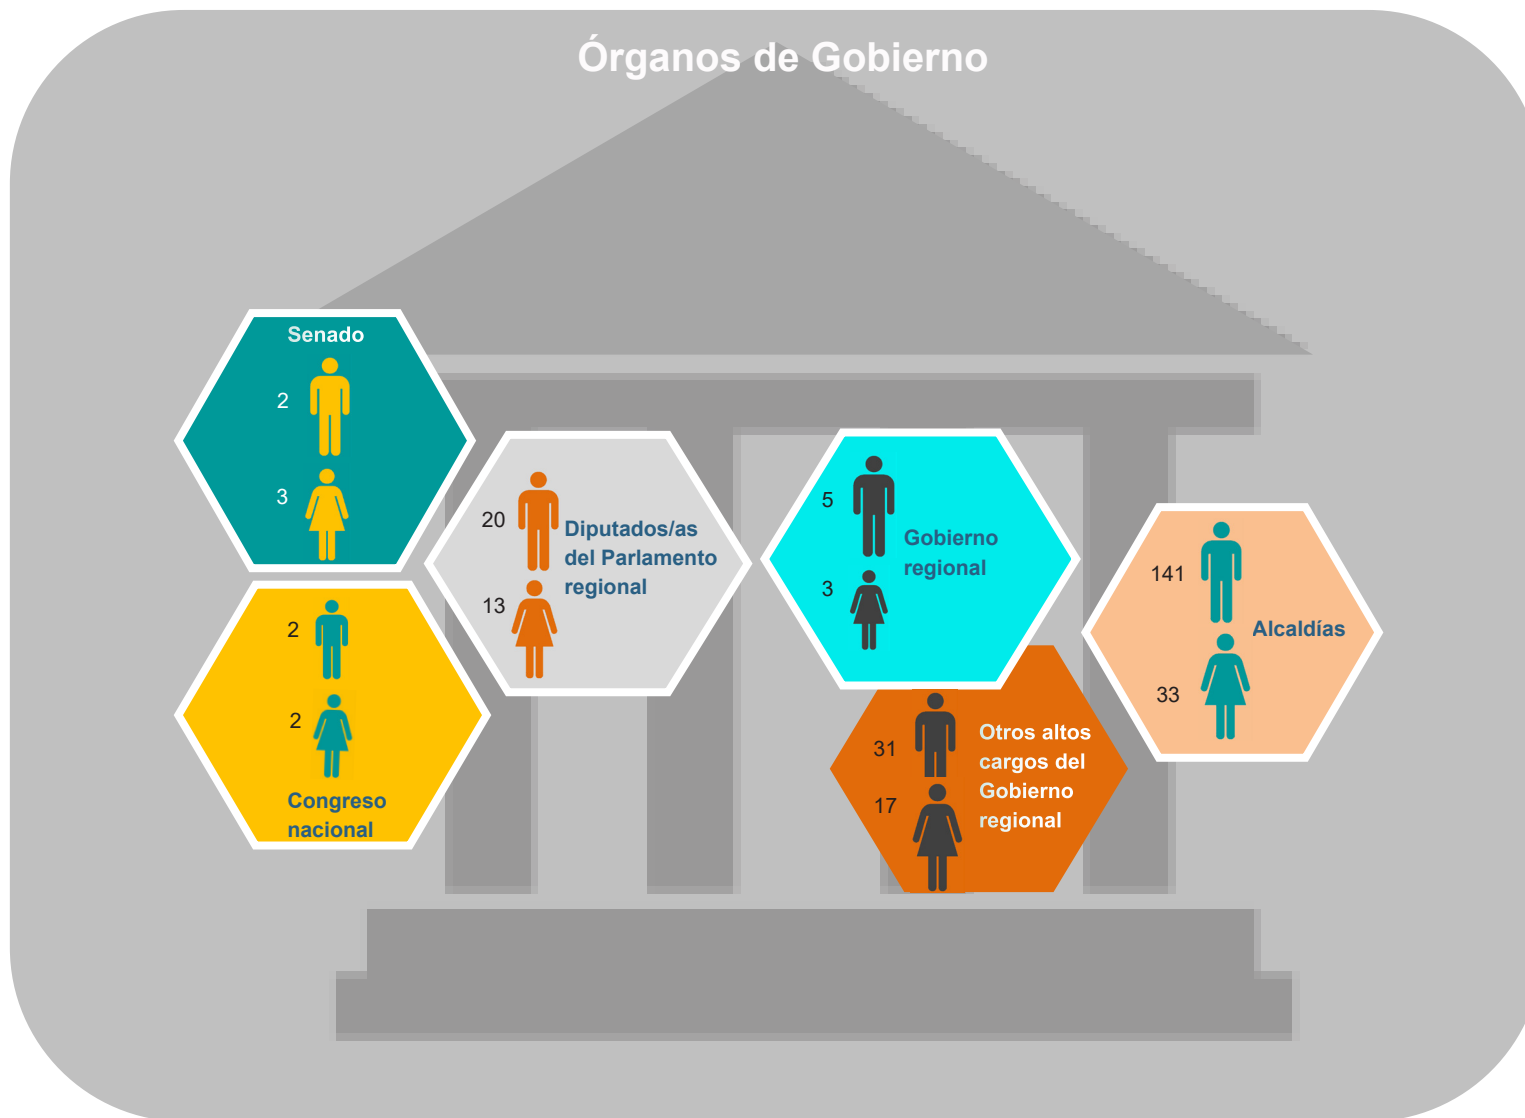 Órganos de Gobierno
Senado
2
3
2
2
Congreso
nacional
20
13
Diputados/as
del Parlamento
regional
5
3
Gobierno
regional
31
17
Otros altos
cargos del
Gobierno
regional
141
33
Alcaldías